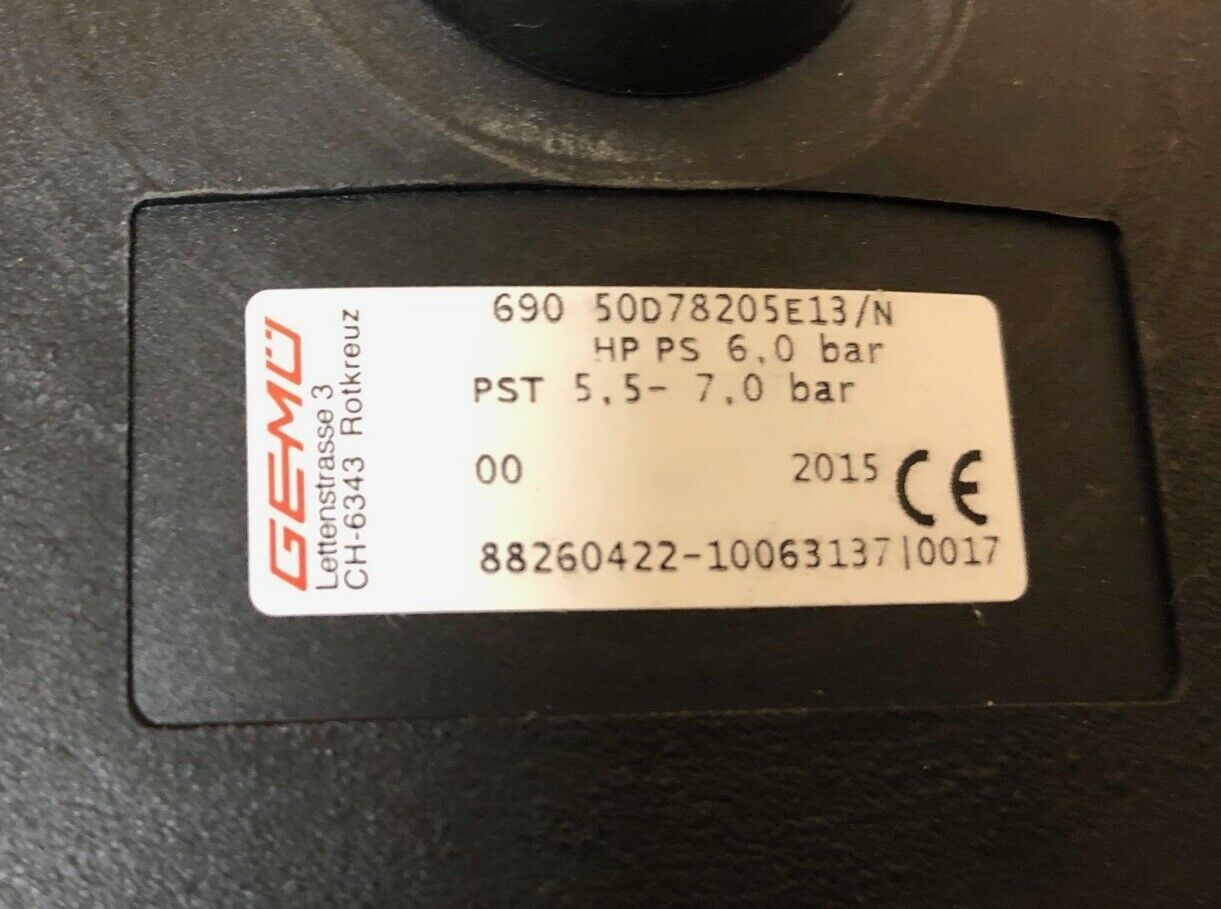 GEMÜ
Lettenstrasse 3
CH-6343 Rotkreuz
690 50D78205E13/N
HP PS 6,0 bar
PST 5,5- 7,0 bar
00 2015 CE
88260422-10063137|0017